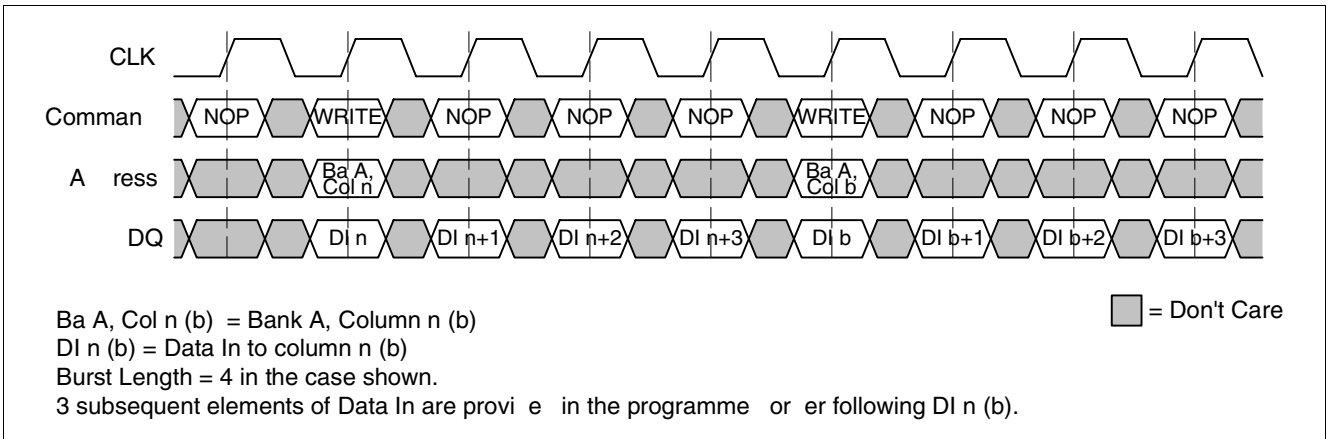 CLK
Comman NOP WRITE NOP NOP NOP WRITE NOP NOP NOP
A ress Ba A, Col n Ba A, Col b
DQ DI n DI n+1 DI n+2 DI n+3 DI b DI b+1 DI b+2 DI b+3
Ba A, Col n (b) = Bank A, Column n (b)
= Don't Care
DI n (b) = Data In to column n (b)
Burst Length = 4 in the case shown.
3 subsequent elements of Data In are provi e in the programme or er following DI n (b).